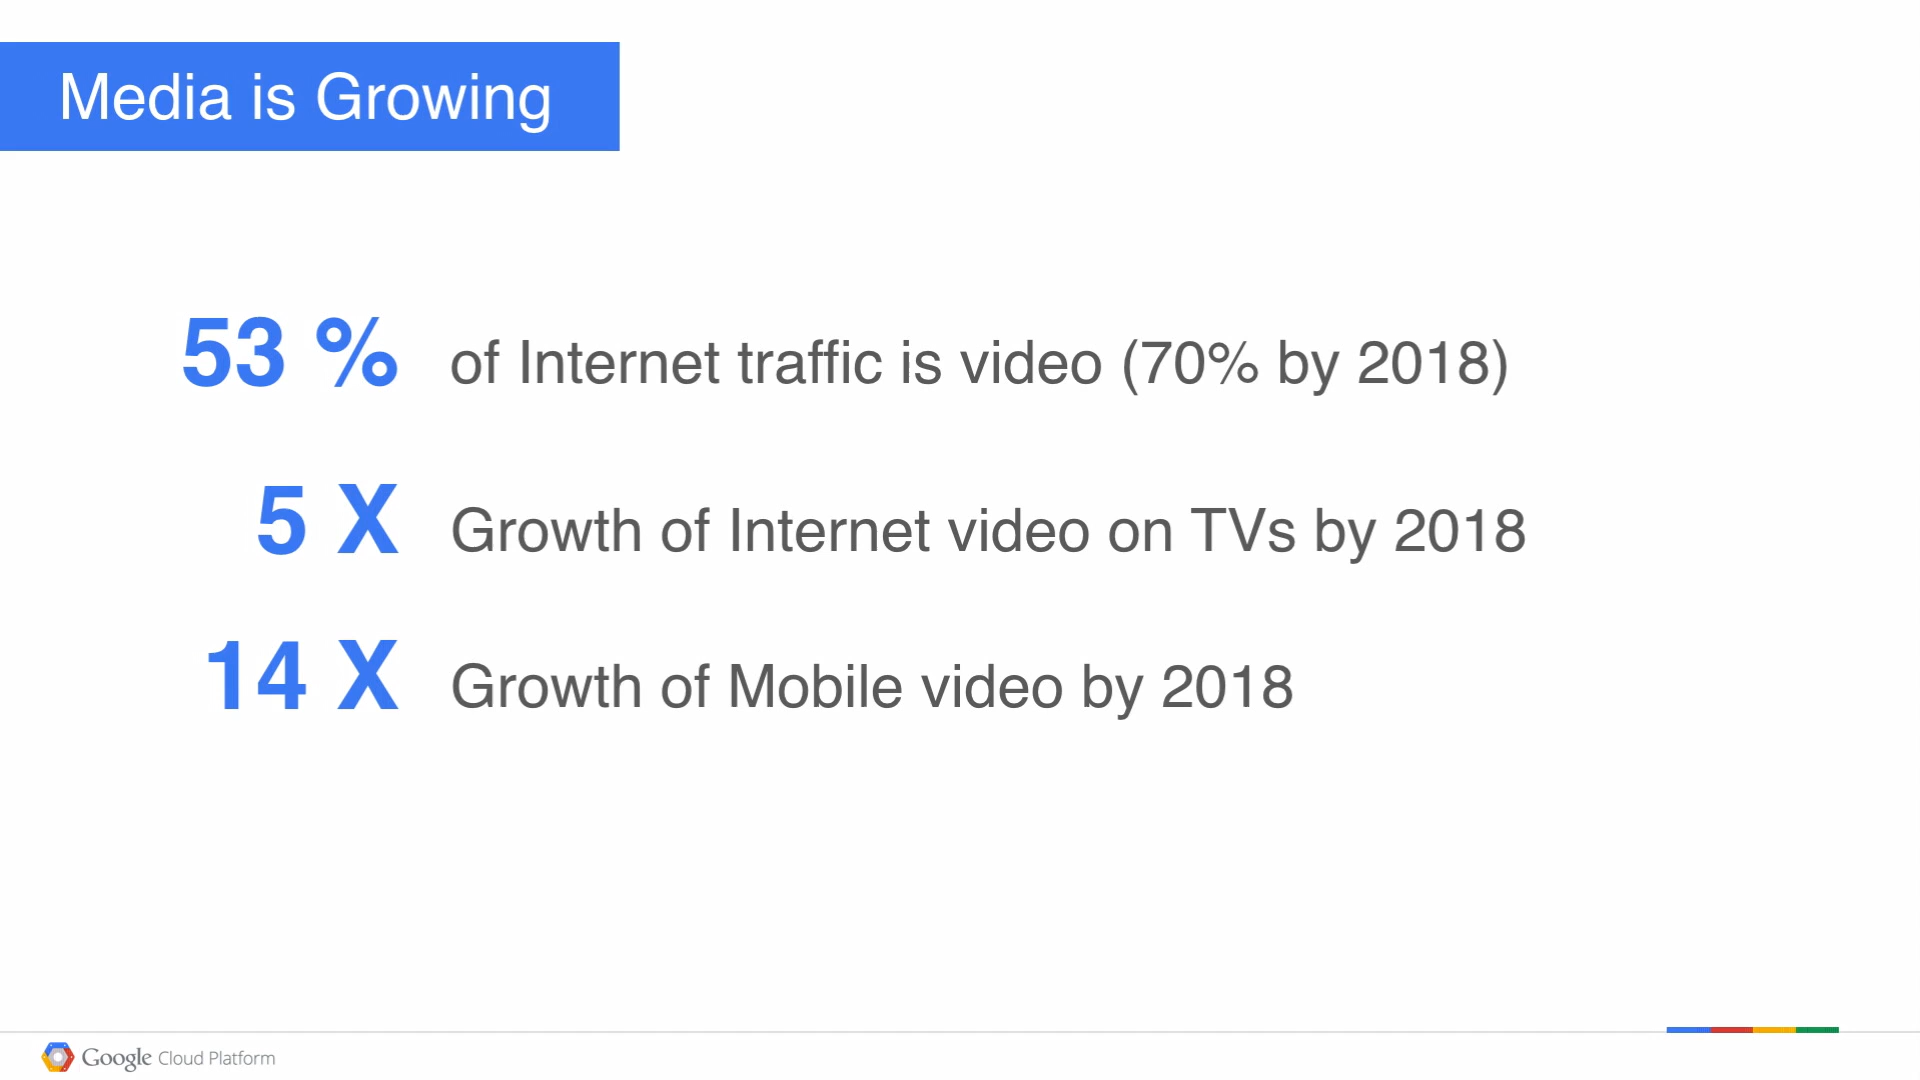 Media is Growing
53 % of Internet traffic is video (70% by 2018)
5 X Growth of Internet video on TVs by 2018
14 X Growth of Mobile video by 2018
Google Cloud Platform